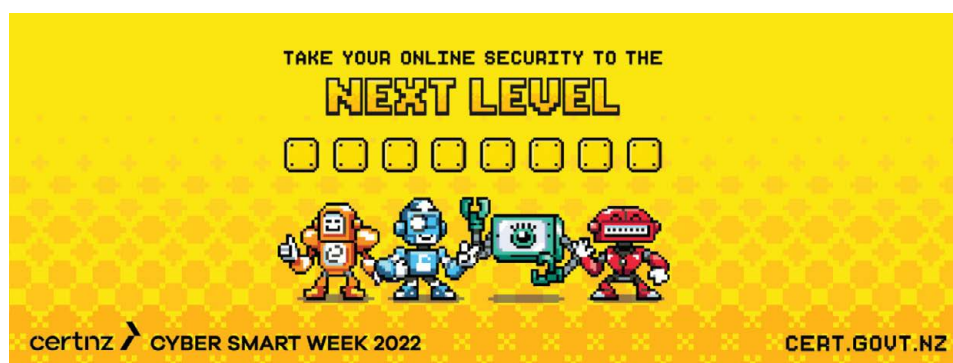 TAKE YOUR ONLINE SECURITY TO THE
NEXT LEVEL
certnz CYBER SMART WEEK 2022
CERT.GOVT.NZ